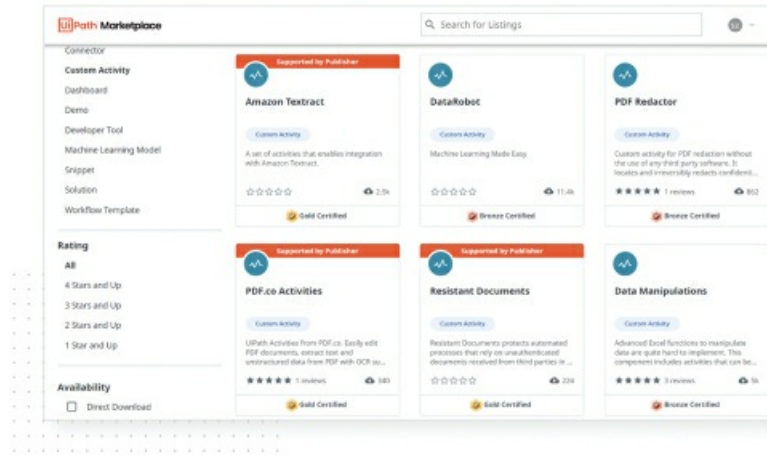 UiPath Marketplace
Search for Listings
SZ
Connector
Custom Activity
Dashboard
Demo
Developer Tool
Machine Learning Model
Snippet
Solution
Workflow Template
Rating
All
4 Stars and Up
3 Stars and Up
2 Stars and Up
1 Star and Up
Availability
Direct Download
Supported by Publisher
Amazon Textract
Custom Activity
A set of activities that enables integration
with Amazon Textract.
2.5k
Gold Certified
DataRobot
Custom Activity
Machine Learning Made Easy
11.4k
Bronze Certified
PDF Redactor
Custom Activity
Custom activity for PDF redaction without
the use of any third party software. It
locates and irreversibly redacts confidenti...
1 reviews
862
Bronze Certified
Supported by Publisher
PDF.co Activities
Custom Activity
UiPath Activities from PDF.co. Easily edit
PDF documents, extract text and
unstructured data from PDF with OCR su...
1 reviews
340
Gold Certified
Supported by Publisher
Resistant Documents
Custom Activity
Resistant Documents protects automated
processes that rely on unauthenticated
documents received from third parties in ...
224
Gold Certified
Data Manipulations
Custom Activity
Advanced Excel functions to manipulate
data are quite hard to implement. This
component includes activities that can be...
3 reviews
5k
Bronze Certified